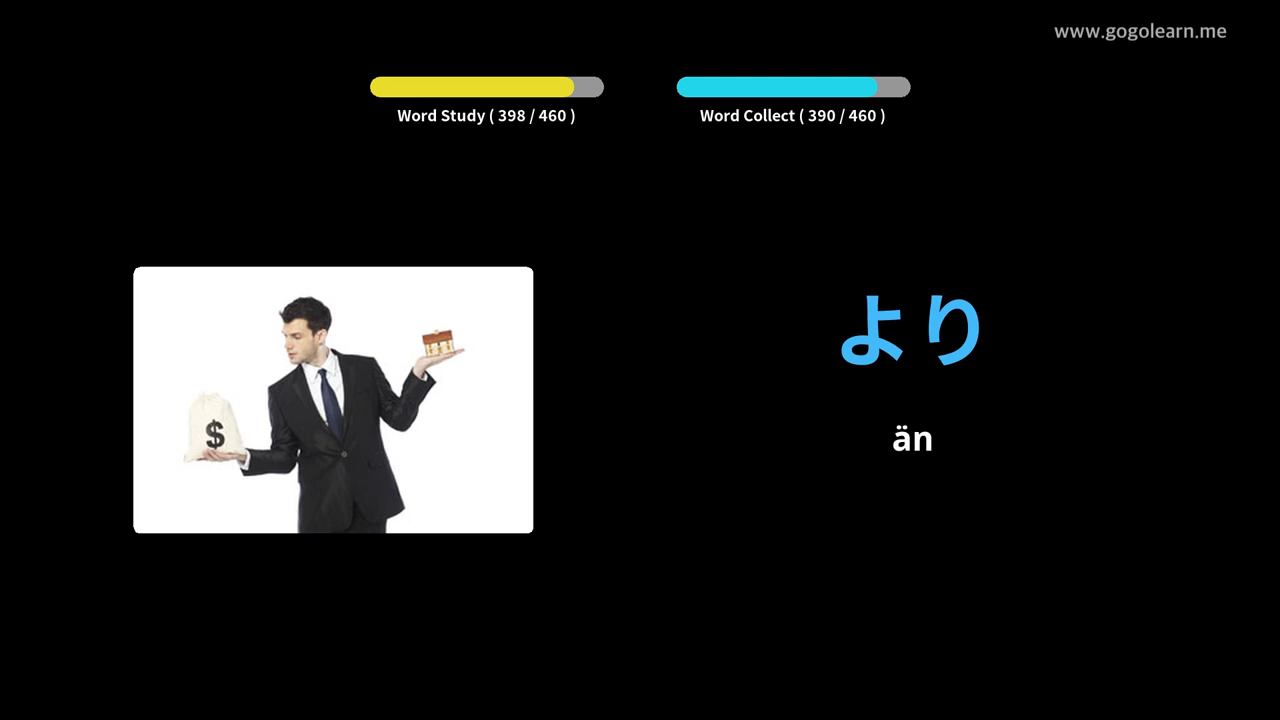 www.gogolearn.me
Word Study ( 398 / 460 )
Word Collect ( 390 / 460 )
$
より
än